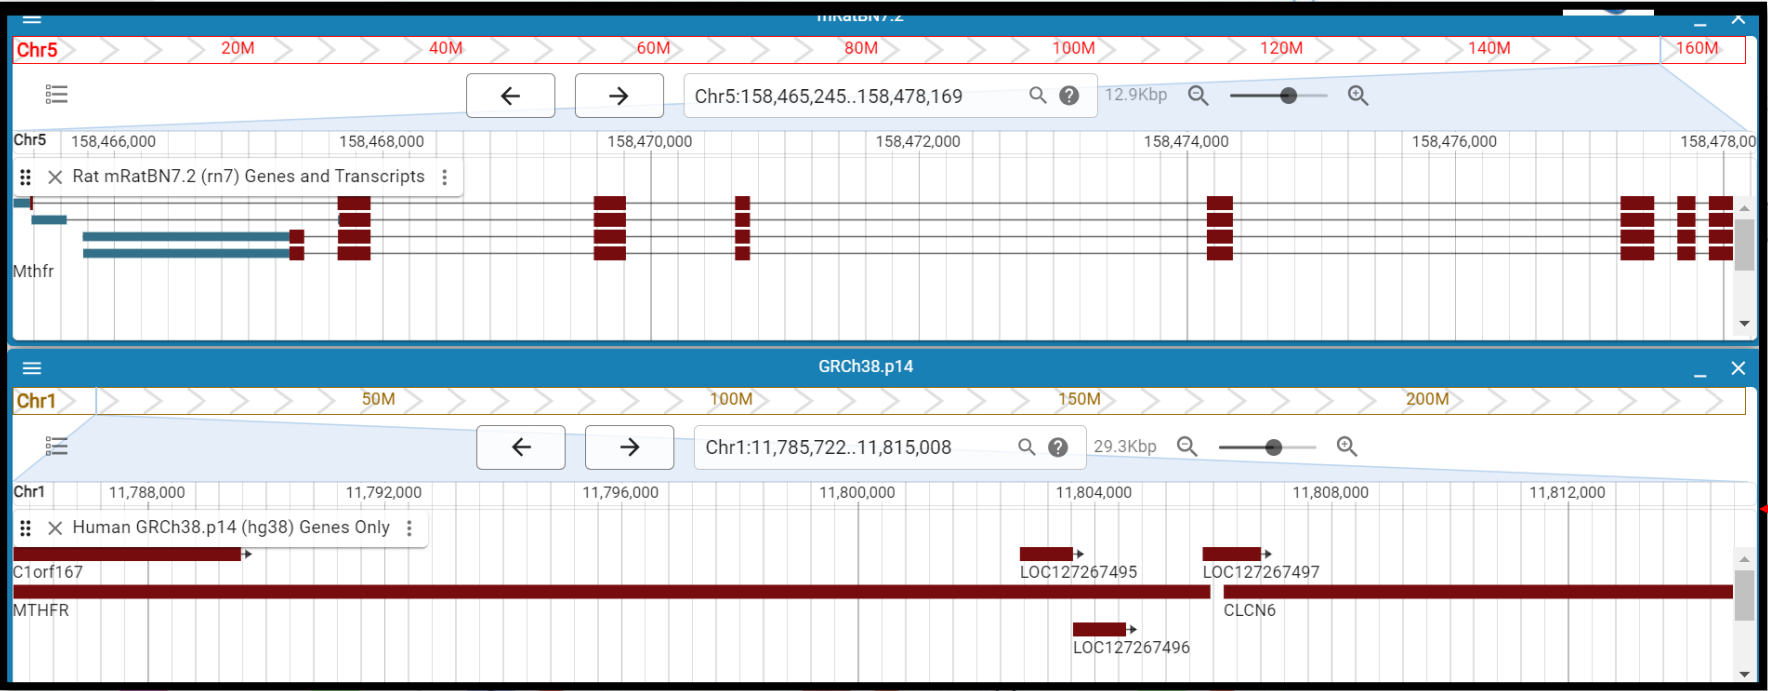 mRatBN7.2
Chr5 20M 40M 60M 80M 100M 120M 140M 160M
Chr5:158,465,245..158,478,169 12.9Kbp
Chr5 158,466,000 158,468,000 158,470,000 158,472,000 158,474,000 158,476,000 158,478,00
Rat mRatBN7.2 (rn7) Genes and Transcripts
Mthfr
GRCh38.p14
Chr1 50M 100M 150M 200M
Chr1:11,785,722..11,815,008 29.3Kbp
Chr1 11,788,000 11,792,000 11,796,000 11,800,000 11,804,000 11,808,000 11,812,000
Human GRCh38.p14 (hg38) Genes Only
C1orf167 LOC127267495 LOC127267497
MTHFR CLCN6
LOC127267496